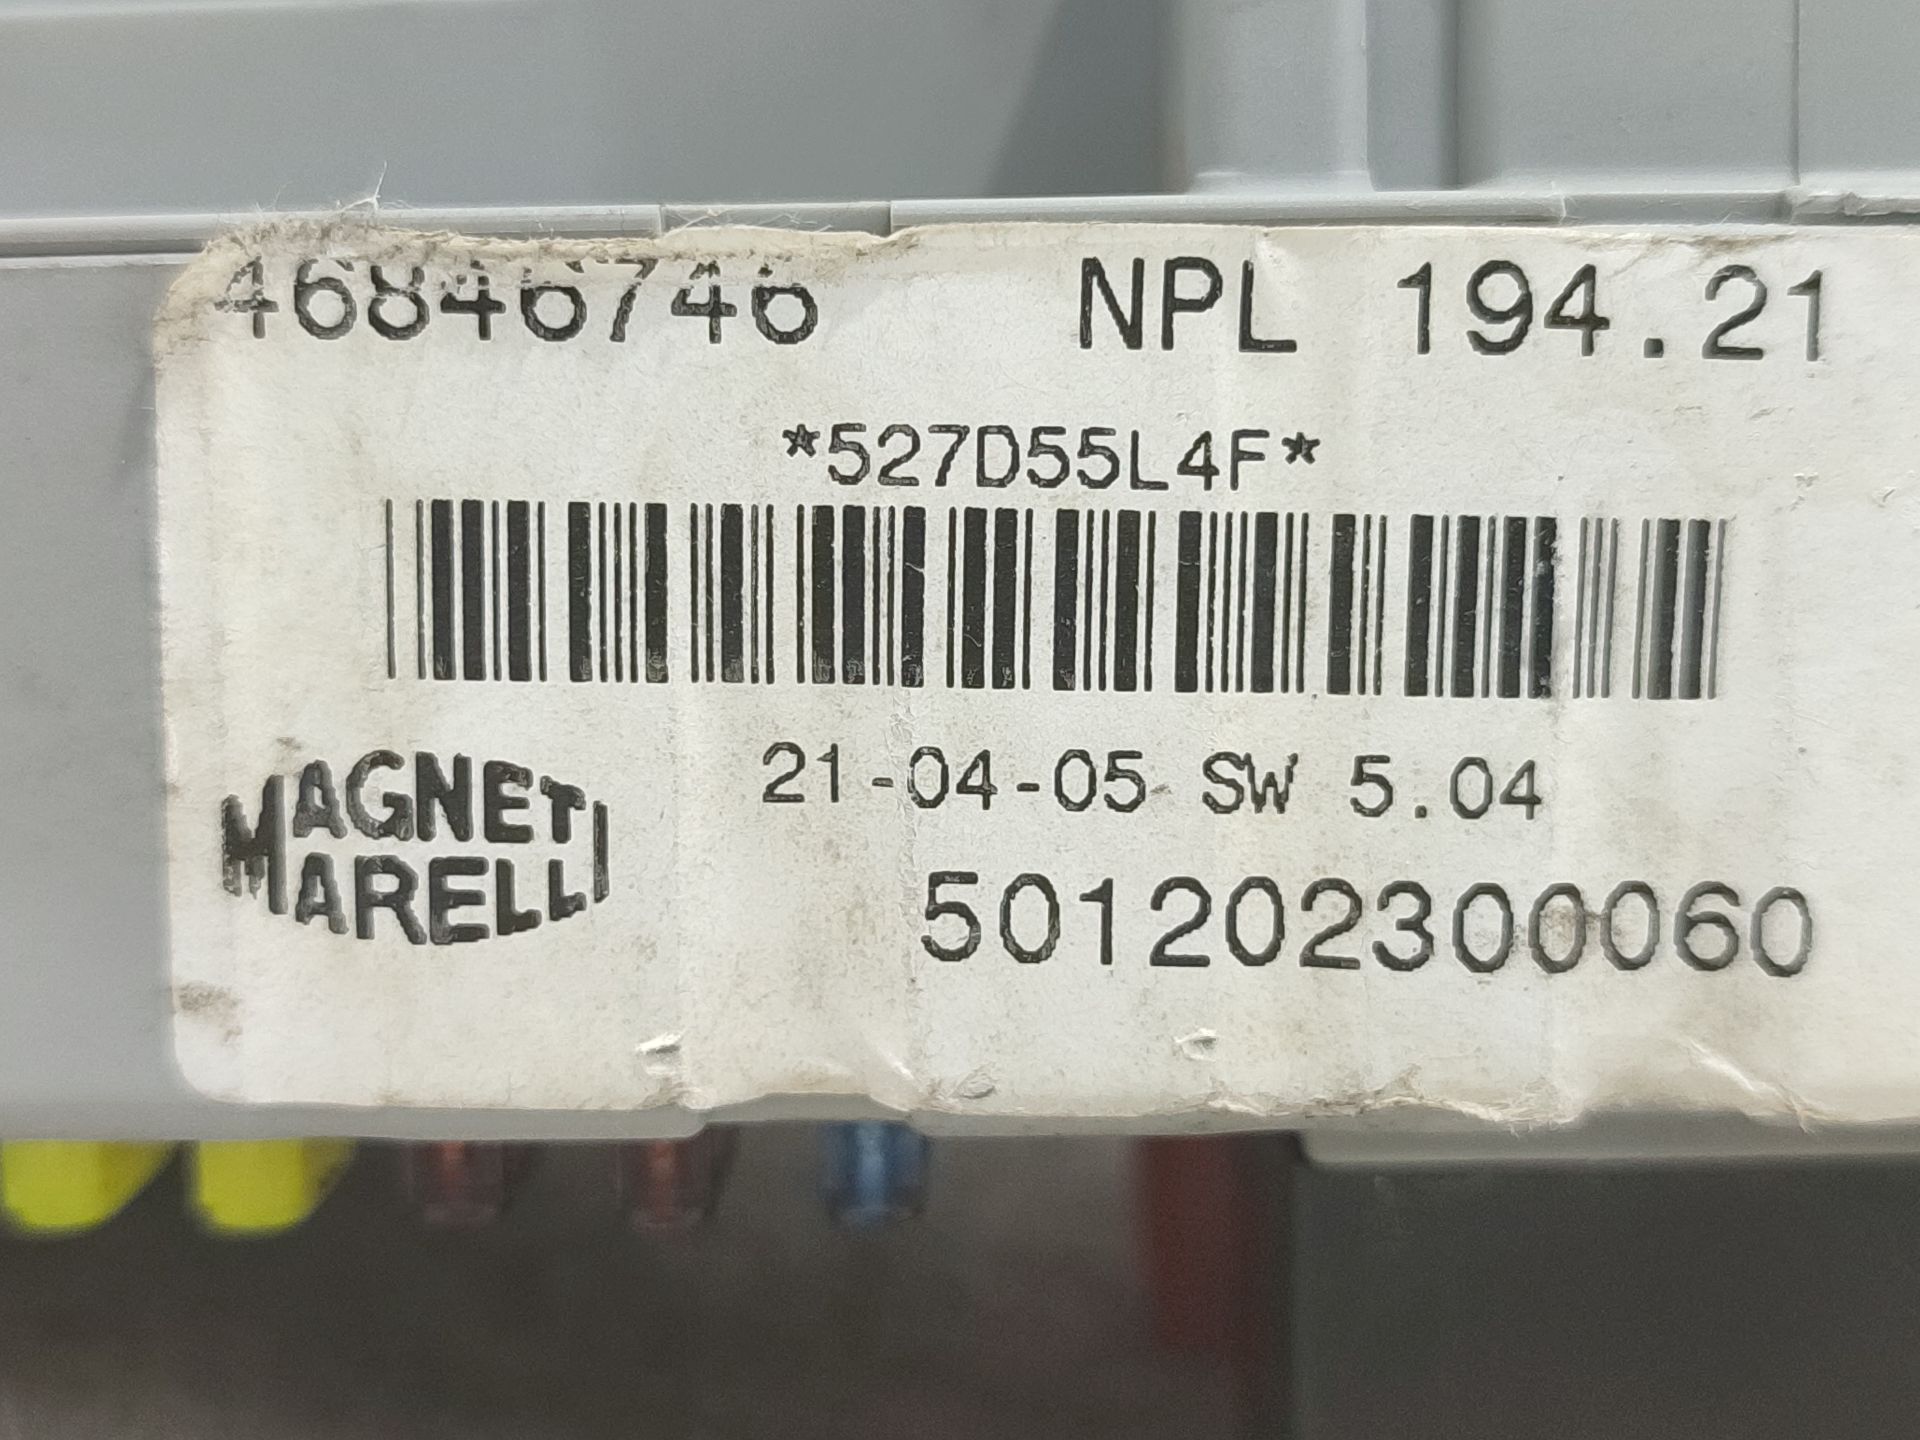 46846746 NPL 194.21
*527D55L4F*
21-04-05 SW 5.04
MAGNETI
MARELLI
501202300060